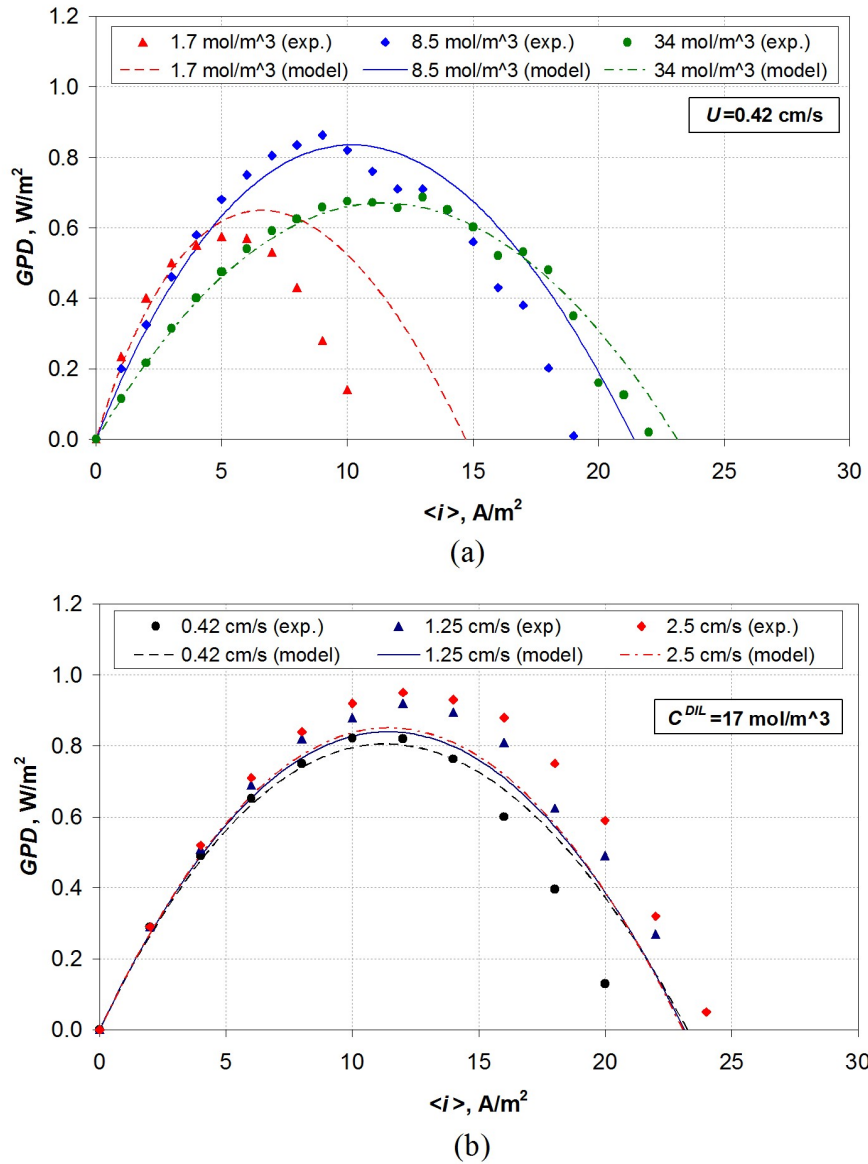 1.2
1.7 mol/m^3 (exp.) 8.5 mol/m^3 (exp.) 34 mol/m^3 (exp.)
1.7 mol/m^3 (model) 8.5 mol/m^3 (model) 34 mol/m^3 (model)
1.0
U=0.42 cm/s
0.8
GPD, W/m²
0.6
0.4
0.2
0.0
0 5 10 15 20 25 30
<i>, A/m²
(a)
1.2
0.42 cm/s (exp.) 1.25 cm/s (exp) 2.5 cm/s (exp.)
0.42 cm/s (model) 1.25 cm/s (model) 2.5 cm/s (model)
1.0
C^DIL=17 mol/m^3
0.8
GPD, W/m²
0.6
0.4
0.2
0.0
0 5 10 15 20 25 30
<i>, A/m²
(b)